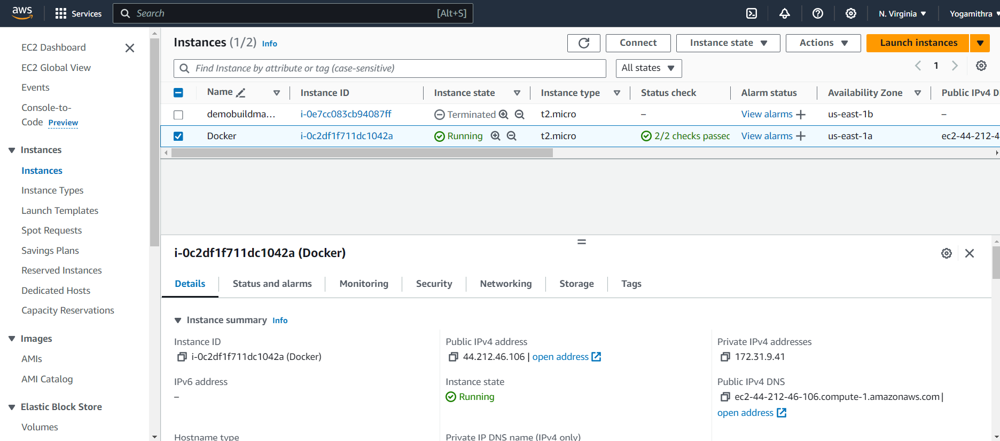 aws Services Search [Alt+S] N. Virginia Yogamithra
EC2 Dashboard
EC2 Global View
Events
Console-to-
Code Preview
Instances
Instances
Instance Types
Launch Templates
Spot Requests
Savings Plans
Reserved Instances
Dedicated Hosts
Capacity Reservations
Images
AMIs
AMI Catalog
Elastic Block Store
Volumes
Instances (1/2) Info Connect Instance state Actions Launch instances
Find Instance by attribute or tag (case-sensitive) All states 1
Name Instance ID Instance state Instance type Status check Alarm status Availability Zone Public IPv4 D
demobuildma... i-0e7cc083cb94087ff Terminated t2.micro – View alarms + us-east-1b –
Docker i-0c2df1f711dc1042a Running t2.micro 2/2 checks passec View alarms + us-east-1a ec2-44-212-4
i-0c2df1f711dc1042a (Docker)
Details Status and alarms Monitoring Security Networking Storage Tags
Instance summary Info
Instance ID
i-0c2df1f711dc1042a (Docker)
Public IPv4 address
44.212.46.106 | open address
Private IPv4 addresses
172.31.9.41
IPv6 address
–
Instance state
Running
Public IPv4 DNS
ec2-44-212-46-106.compute-1.amazonaws.com |
open address
Hostname type
Private IP DNS name (IPv4 only)